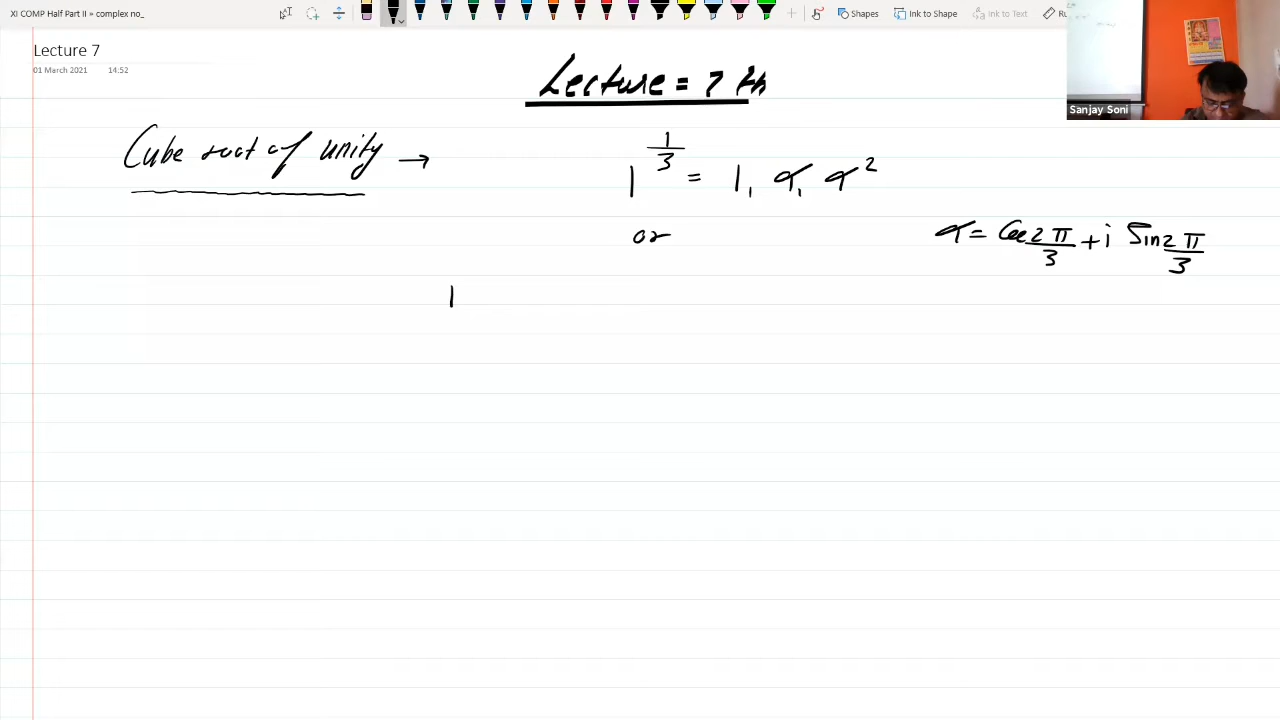 XI COMP Half Part II » complex no_
Shapes Ink to Shape Ink to Text
Lecture 7
01 March 2021 14:52
Sanjay Soni
Lecture = 7 th
Cube root of unity → 1^{1/3} = 1, α, α²
or α = Cos 2π/3 + i Sin 2π/3
1